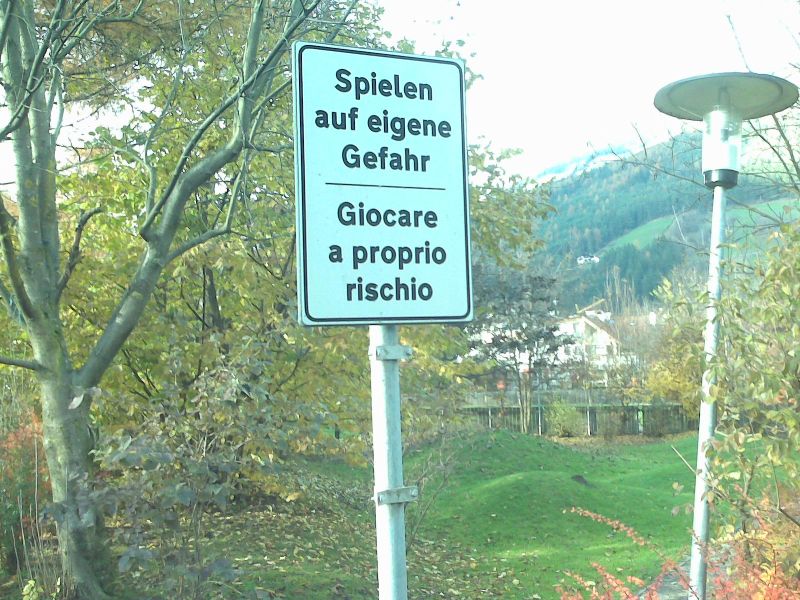 Spielen
auf eigene
Gefahr
Giocare
a proprio
rischio